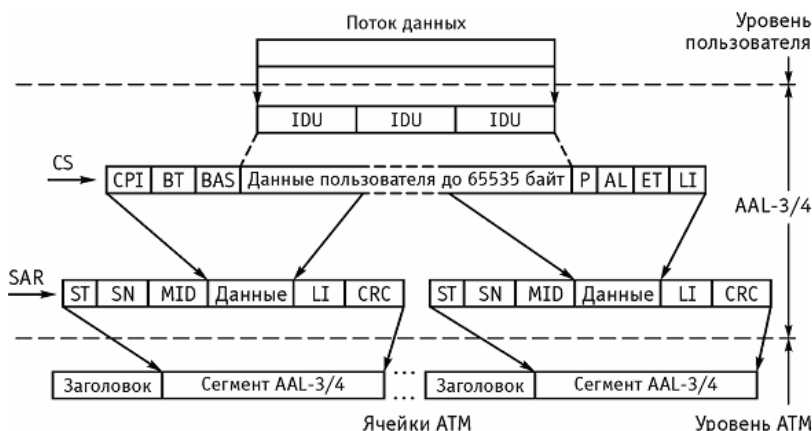 Поток данных
Уровень
пользователя
IDU IDU IDU
CS
CPI BT BAS Данные пользователя до 65535 байт P AL ET LI
AAL-3/4
SAR
ST SN MID Данные LI CRC ST SN MID Данные LI CRC
Заголовок Сегмент AAL-3/4 ... Заголовок Сегмент AAL-3/4
Ячейки ATM
Уровень ATM